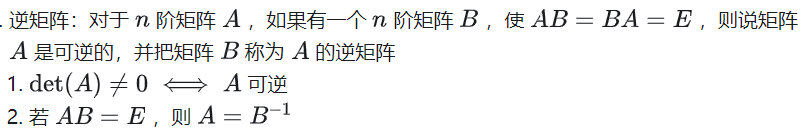 . 逆矩阵：对于 n 阶矩阵 A ，如果有一个 n 阶矩阵 B ，使 AB = BA = E ，则说矩阵
A 是可逆的，并把矩阵 B 称为 A 的逆矩阵
1. det(A) ≠ 0 ⟺ A 可逆
2. 若 AB = E ，则 A = B⁻¹